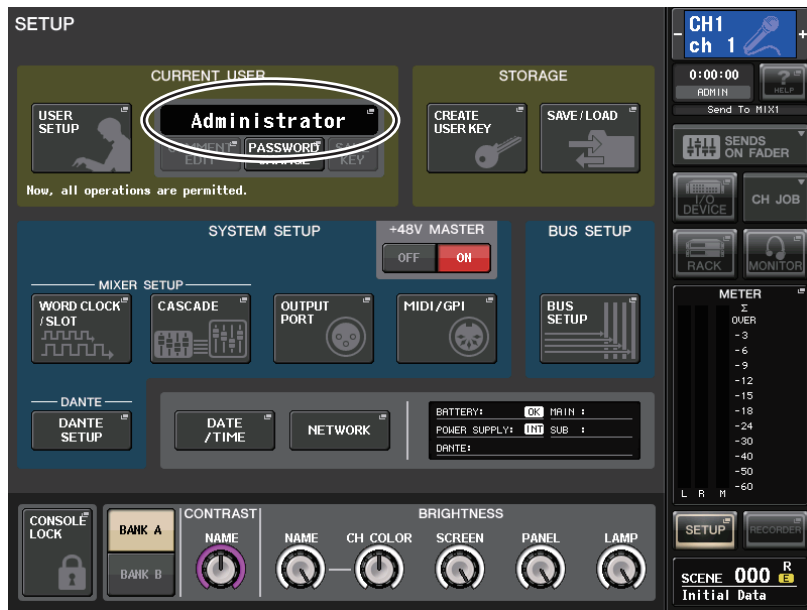 SETUP
CURRENT USER
USER
SETUP
Administrator
COMMENT
EDIT
PASSWORD
CHANGE
SAVE
KEY
Now, all operations are permitted.
STORAGE
CREATE
USER KEY
SAVE/LOAD
SYSTEM SETUP
+48V MASTER
OFF
ON
BUS SETUP
MIXER SETUP
WORD CLOCK
/SLOT
CASCADE
OUTPUT
PORT
MIDI/GPI
BUS
SETUP
DANTE
DANTE
SETUP
DATE
/TIME
NETWORK
BATTERY: OK MAIN :
POWER SUPPLY: INT SUB :
DANTE:
CONSOLE
LOCK
BANK A
BANK B
CONTRAST
NAME
BRIGHTNESS
NAME
CH COLOR
SCREEN
PANEL
LAMP
- CH1 +
ch 1
0:00:00
ADMIN
?
HELP
Send To MIX1
SENDS
ON FADER
I/O
DEVICE
CH JOB
RACK
MONITOR
METER
Σ
OVER
-3
-6
-9
-12
-15
-18
-24
-30
-40
-50
-60
L R M
SETUP
RECORDER
SCENE 000 R
E
Initial Data